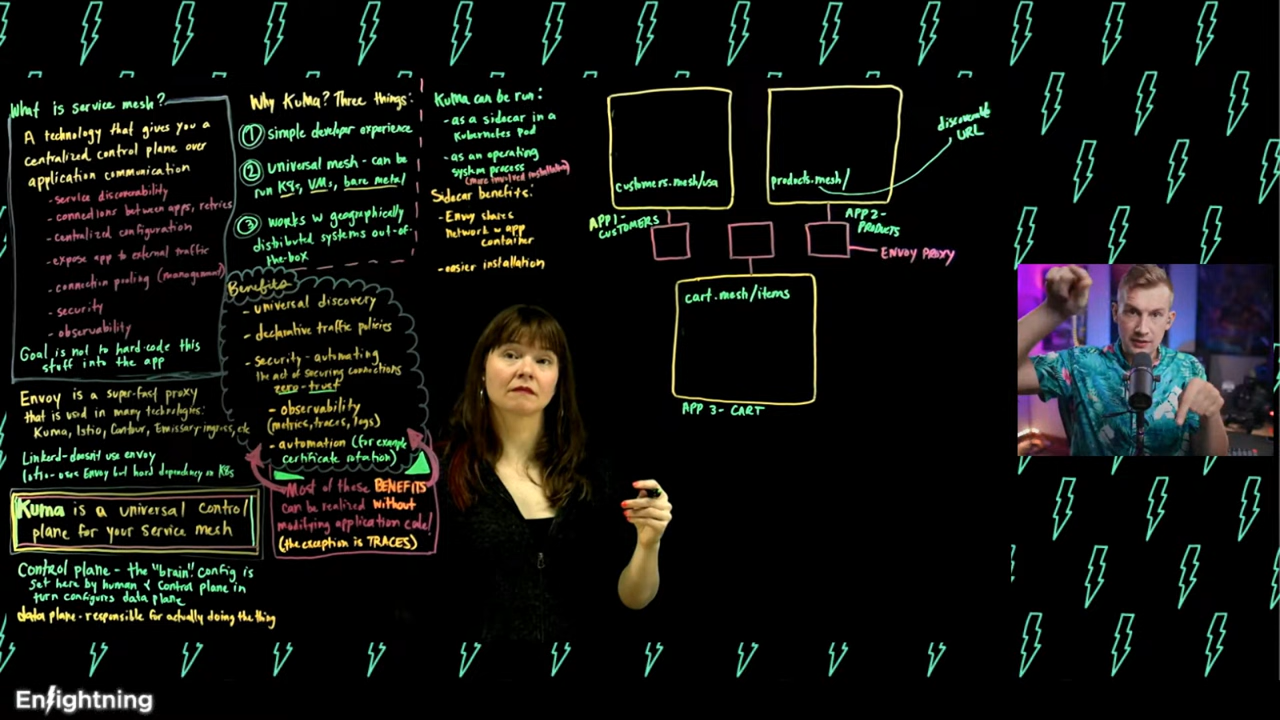 What is service mesh?
A technology that gives you a
centralized control plane over
application communication
- service discoverability
- connections between apps, retries
- centralized configuration
- expose app to external traffic
- connection pooling (management)
- security
- observability
Goal is not to hard-code this
stuff into the app
Envoy is a super-fast proxy
that is used in many technologies:
Kuma, Istio, Contour, Emissary-ingress, etc
Linkerd - doesn't use envoy
Istio - uses Envoy but hard dependency on K8s
Kuma is a universal control
plane for your service mesh
Control plane - the "brain". config is
set here by human & control plane in
turn configures data plane
data plane - responsible for actually doing the thing
Why Kuma? Three things:
① simple developer experience
② universal mesh - can be
run K8s, VMs, bare metal
③ works w geographically
distributed systems out-of-
the-box
Benefits
- universal discovery
- declarative traffic policies
- security - automating
the act of securing connections
zero-trust
- observability
(metrics, traces, logs)
- automation (for example
certificate rotation)
Most of these BENEFITS
can be realized without
modifying application code!
(the exception is TRACES)
Kuma can be run:
- as a sidecar in a
Kubernetes pod
- as an operating
system process
(more involved installation)
Sidecar benefits:
- Envoy shares
network w app
container
- easier installation
customers.mesh/usa
APP 1 -
CUSTOMERS
products.mesh/
discoverable
URL
APP 2 -
PRODUCTS
ENVOY PROXY
cart.mesh/items
APP 3 - CART
Enlightning